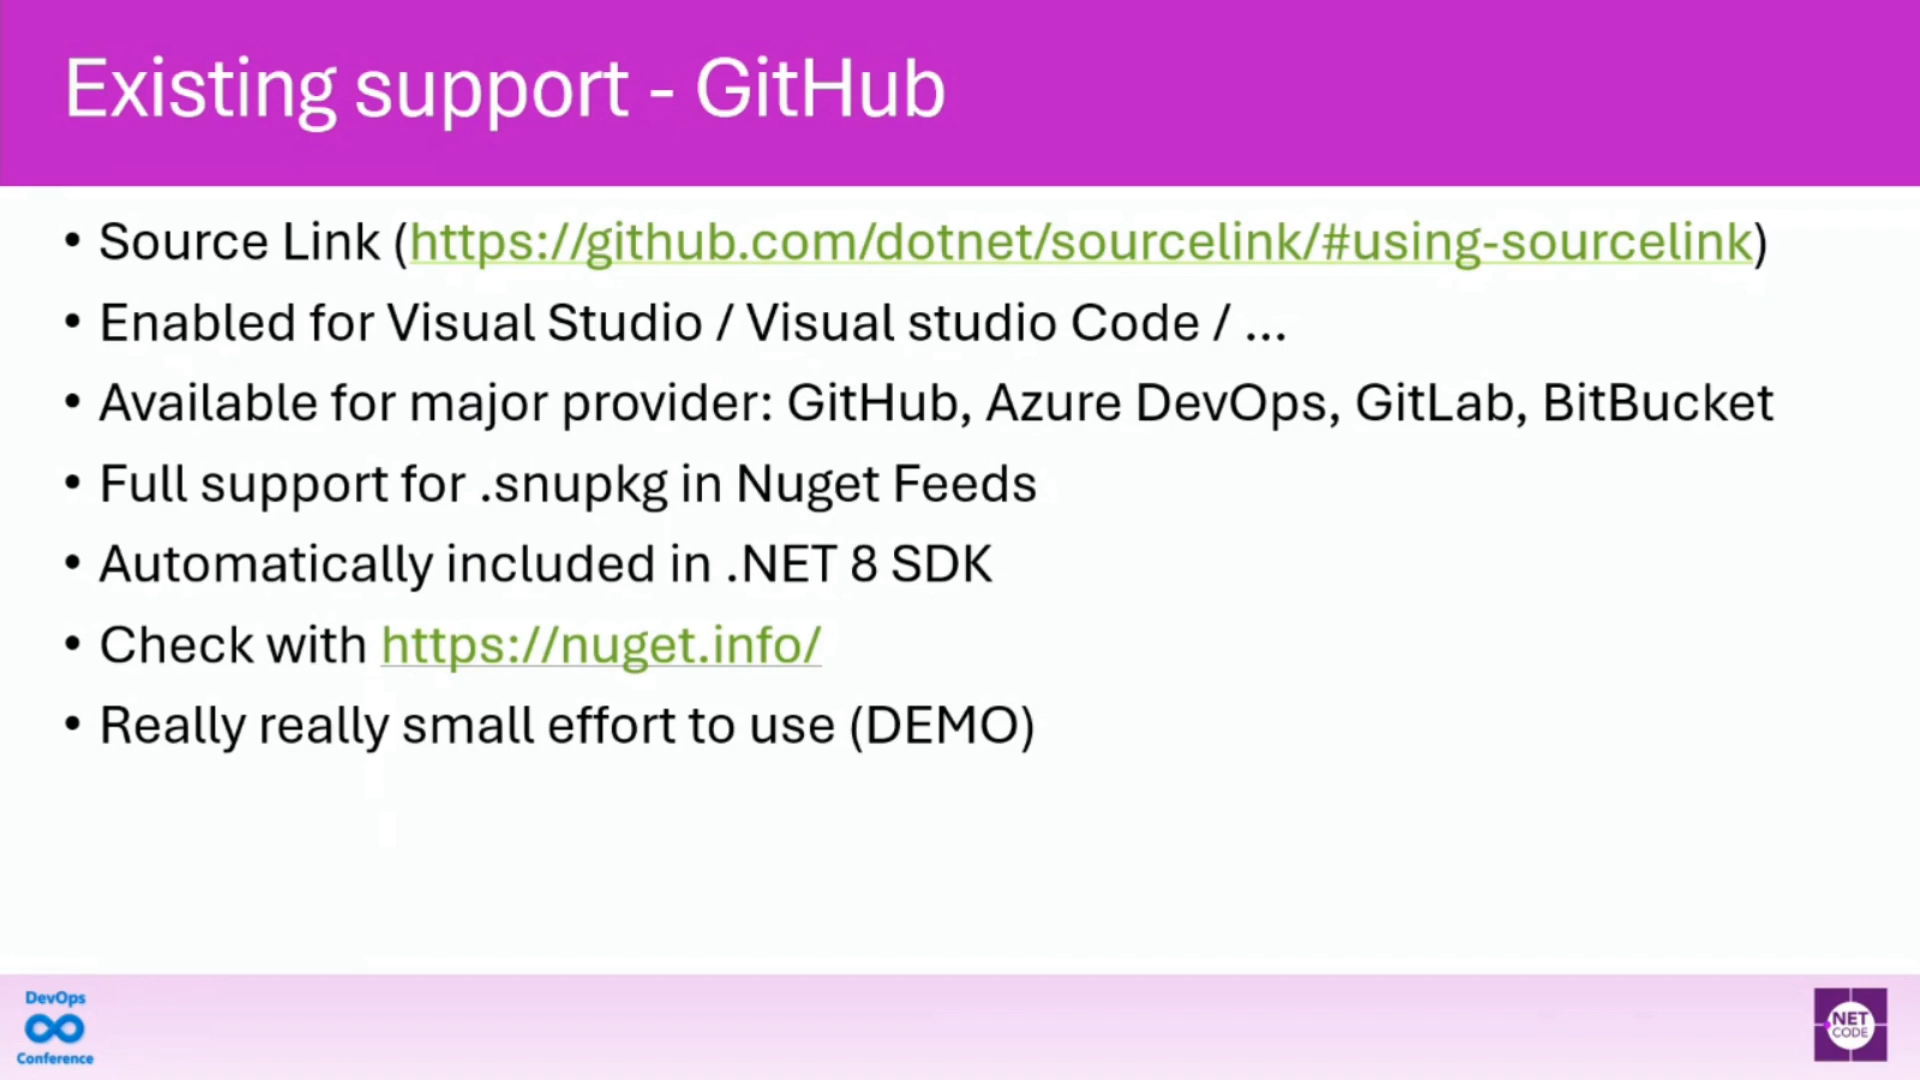 Existing support - GitHub
• Source Link (https://github.com/dotnet/sourcelink/#using-sourcelink)
• Enabled for Visual Studio / Visual studio Code / ...
• Available for major provider: GitHub, Azure DevOps, GitLab, BitBucket
• Full support for .snupkg in Nuget Feeds
• Automatically included in .NET 8 SDK
• Check with https://nuget.info/
• Really really small effort to use (DEMO)
DevOps
Conference
NET
CODE